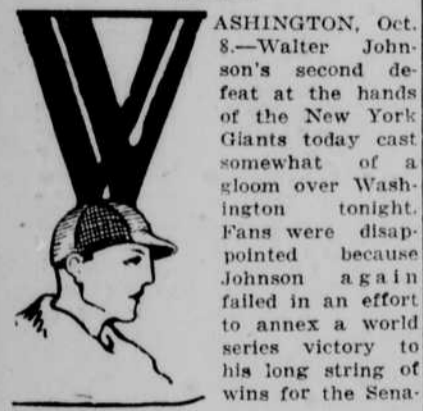 WASHINGTON, Oct.
8.—Walter John-
son's second de-
feat at the hands
of the New York
Giants today cast
somewhat of a
gloom over Wash-
ington tonight.
Fans were disap-
pointed because
Johnson again
failed in an effort
to annex a world
series victory to
his long string of
wins for the Sena-